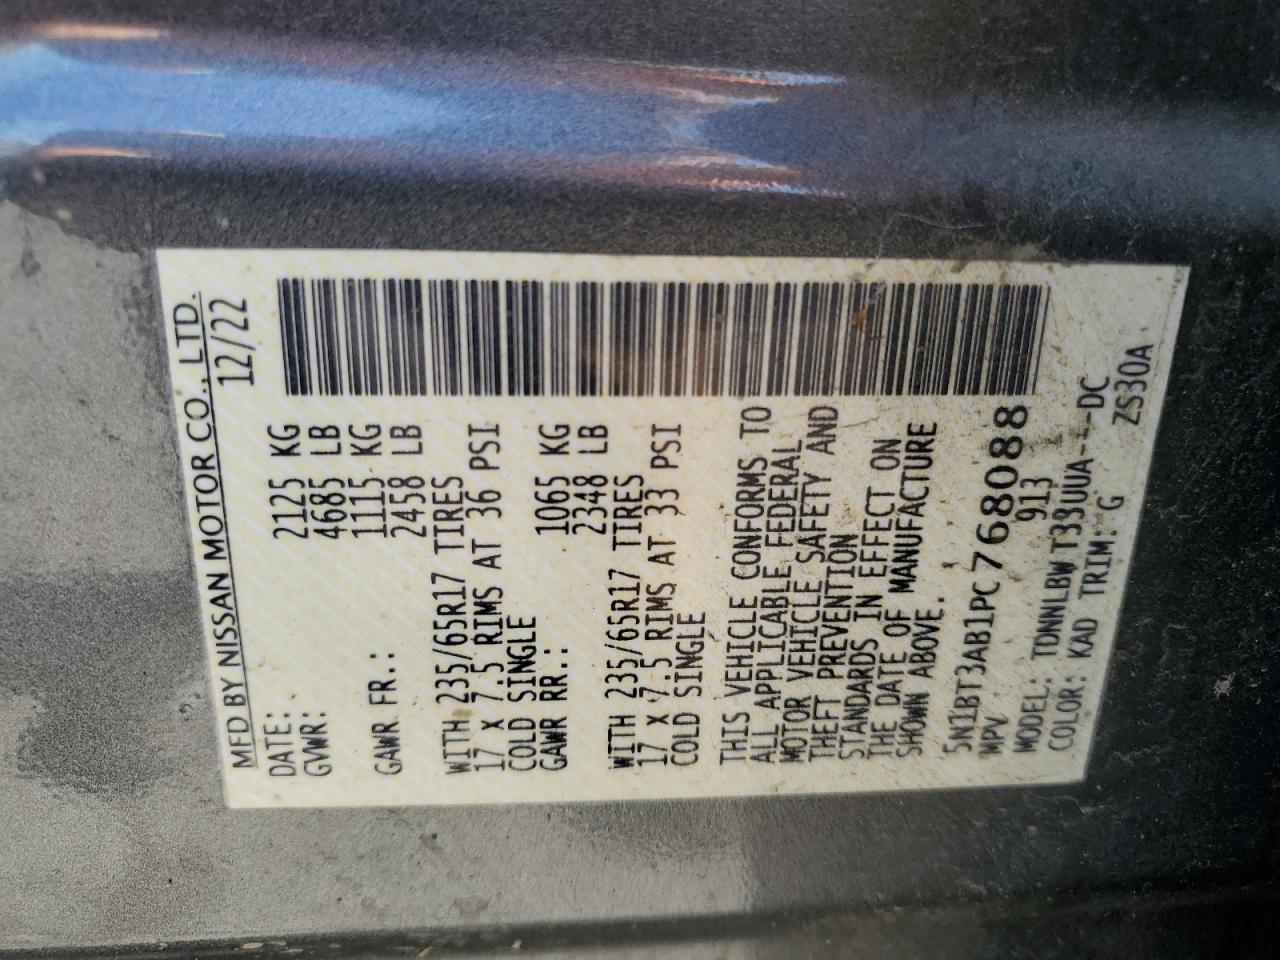 MFD BY NISSAN MOTOR CO., LTD.
DATE: 12/22
GVWR: 2125 KG
4685 LB
GAWR FR.: 1115 KG
2458 LB
WITH 235/65R17 TIRES
17 X 7.5 RIMS AT 36 PSI
COLD SINGLE
GAWR RR.: 1065 KG
2348 LB
WITH 235/65R17 TIRES
17 X 7.5 RIMS AT 33 PSI
COLD SINGLE
THIS VEHICLE CONFORMS TO
ALL APPLICABLE FEDERAL
MOTOR VEHICLE SAFETY AND
THEFT PREVENTION
STANDARDS IN EFFECT ON
THE DATE OF MANUFACTURE
SHOWN ABOVE.
5N1BT3AB1PC768088
MPV 913
MODEL: TDNNLBW T33UUA--DC
COLOR: KAD TRIM: G ZS30A